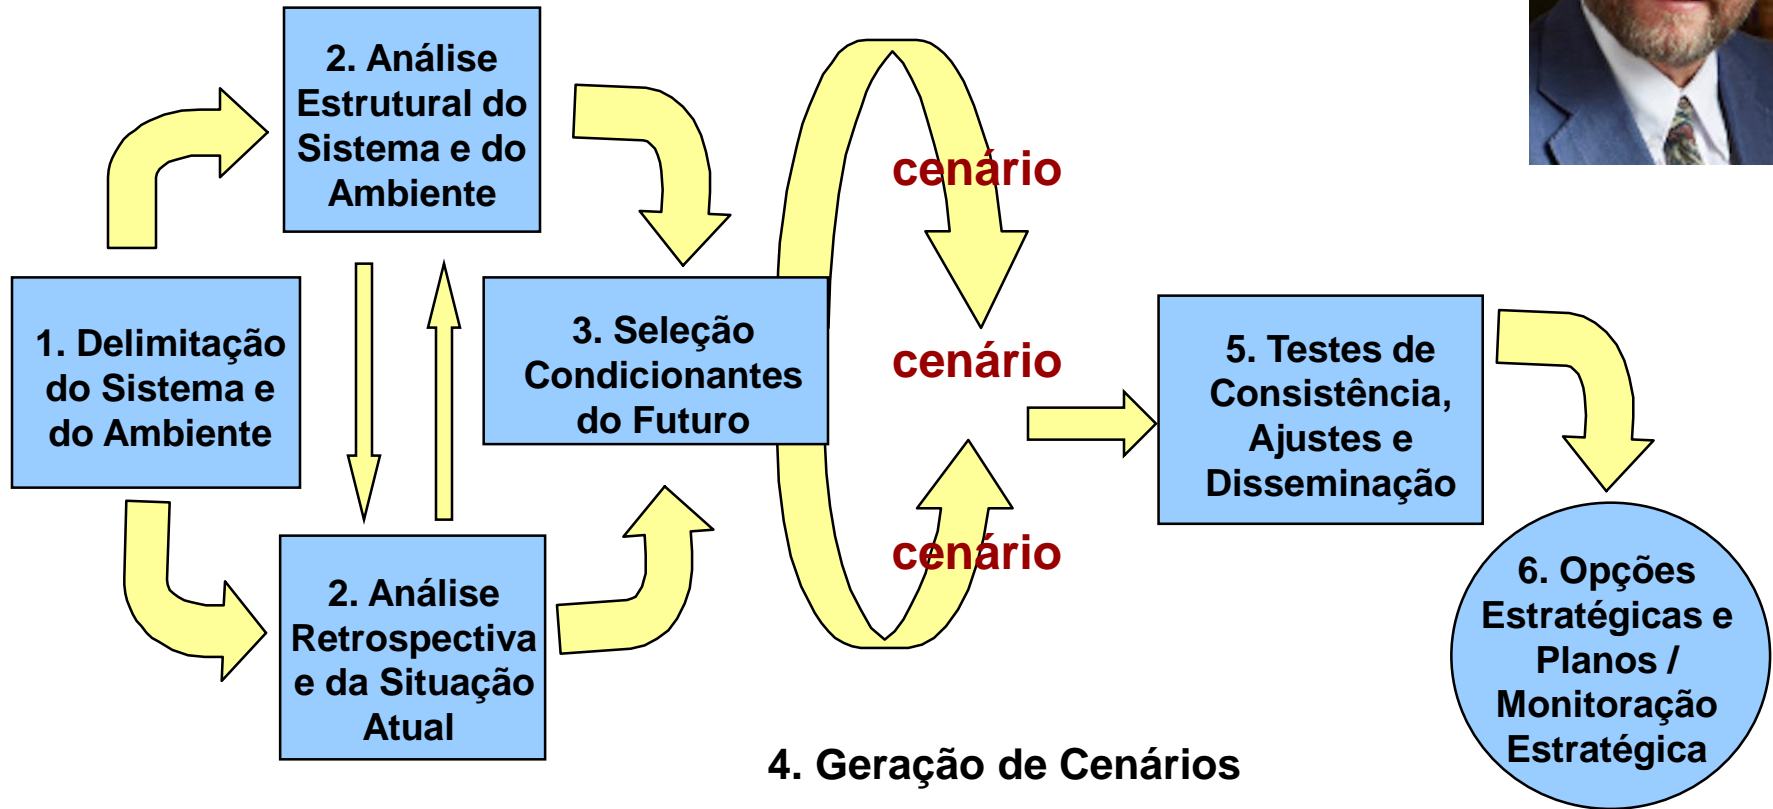 1. Delimitação
do Sistema e
do Ambiente
2. Análise
Estrutural do
Sistema e do
Ambiente
2. Análise
Retrospectiva
e da Situação
Atual
3. Seleção
Condicionantes
do Futuro
cenário
cenário
cenário
4. Geração de Cenários
5. Testes de
Consistência,
Ajustes e
Disseminação
6. Opções
Estratégicas e
Planos /
Monitoração
Estratégica